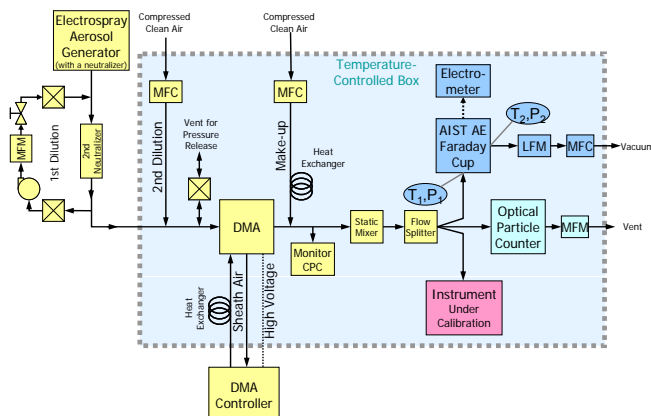 Electrospray
Aerosol
Generator
(with a neutralizer)
Compressed
Clean Air
Compressed
Clean Air
Temperature-
Controlled Box
MFC
MFC
Electro-
meter
MFM
1st Dilution
2nd
Neutralizer
2nd Dilution
Vent for
Pressure
Release
Make-up
Heat
Exchanger
AIST AE
Faraday
Cup
T2,P2
LFM
MFC
Vacuum
T1,P1
DMA
Static
Mixer
Flow
Splitter
Optical
Particle
Counter
MFM
Vent
Monitor
CPC
Heat
Exchanger
Sheath Air
High Voltage
Instrument
Under
Calibration
DMA
Controller